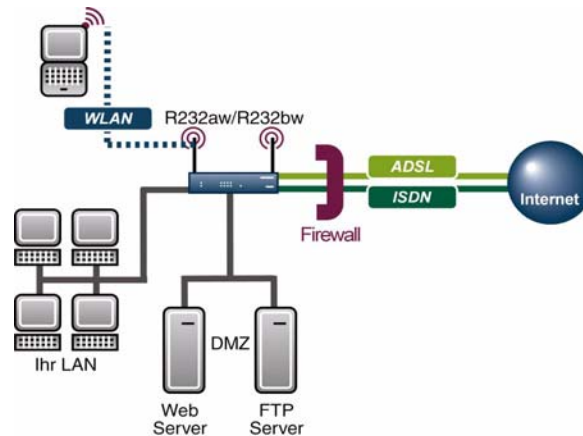 R232aw/R232bw
WLAN
ADSL
ISDN
Internet
Firewall
DMZ
Ihr LAN
Web
Server
FTP
Server